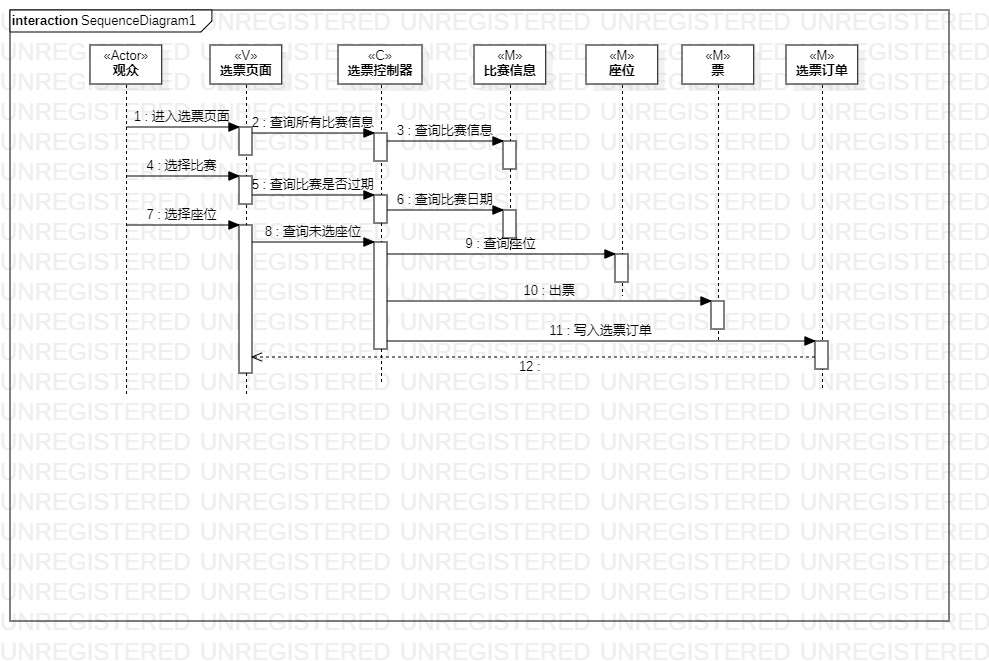 interaction SequenceDiagram1
«Actor»
观众
«V»
选票页面
«C»
选票控制器
«M»
比赛信息
«M»
座位
«M»
票
«M»
选票订单
1 : 进入选票页面
2 : 查询所有比赛信息
3 : 查询比赛信息
4 : 选择比赛
5 : 查询比赛是否过期
6 : 查询比赛日期
7 : 选择座位
8 : 查询未选座位
9 : 查询座位
10 : 出票
11 : 写入选票订单
12 :
UNREGISTERED